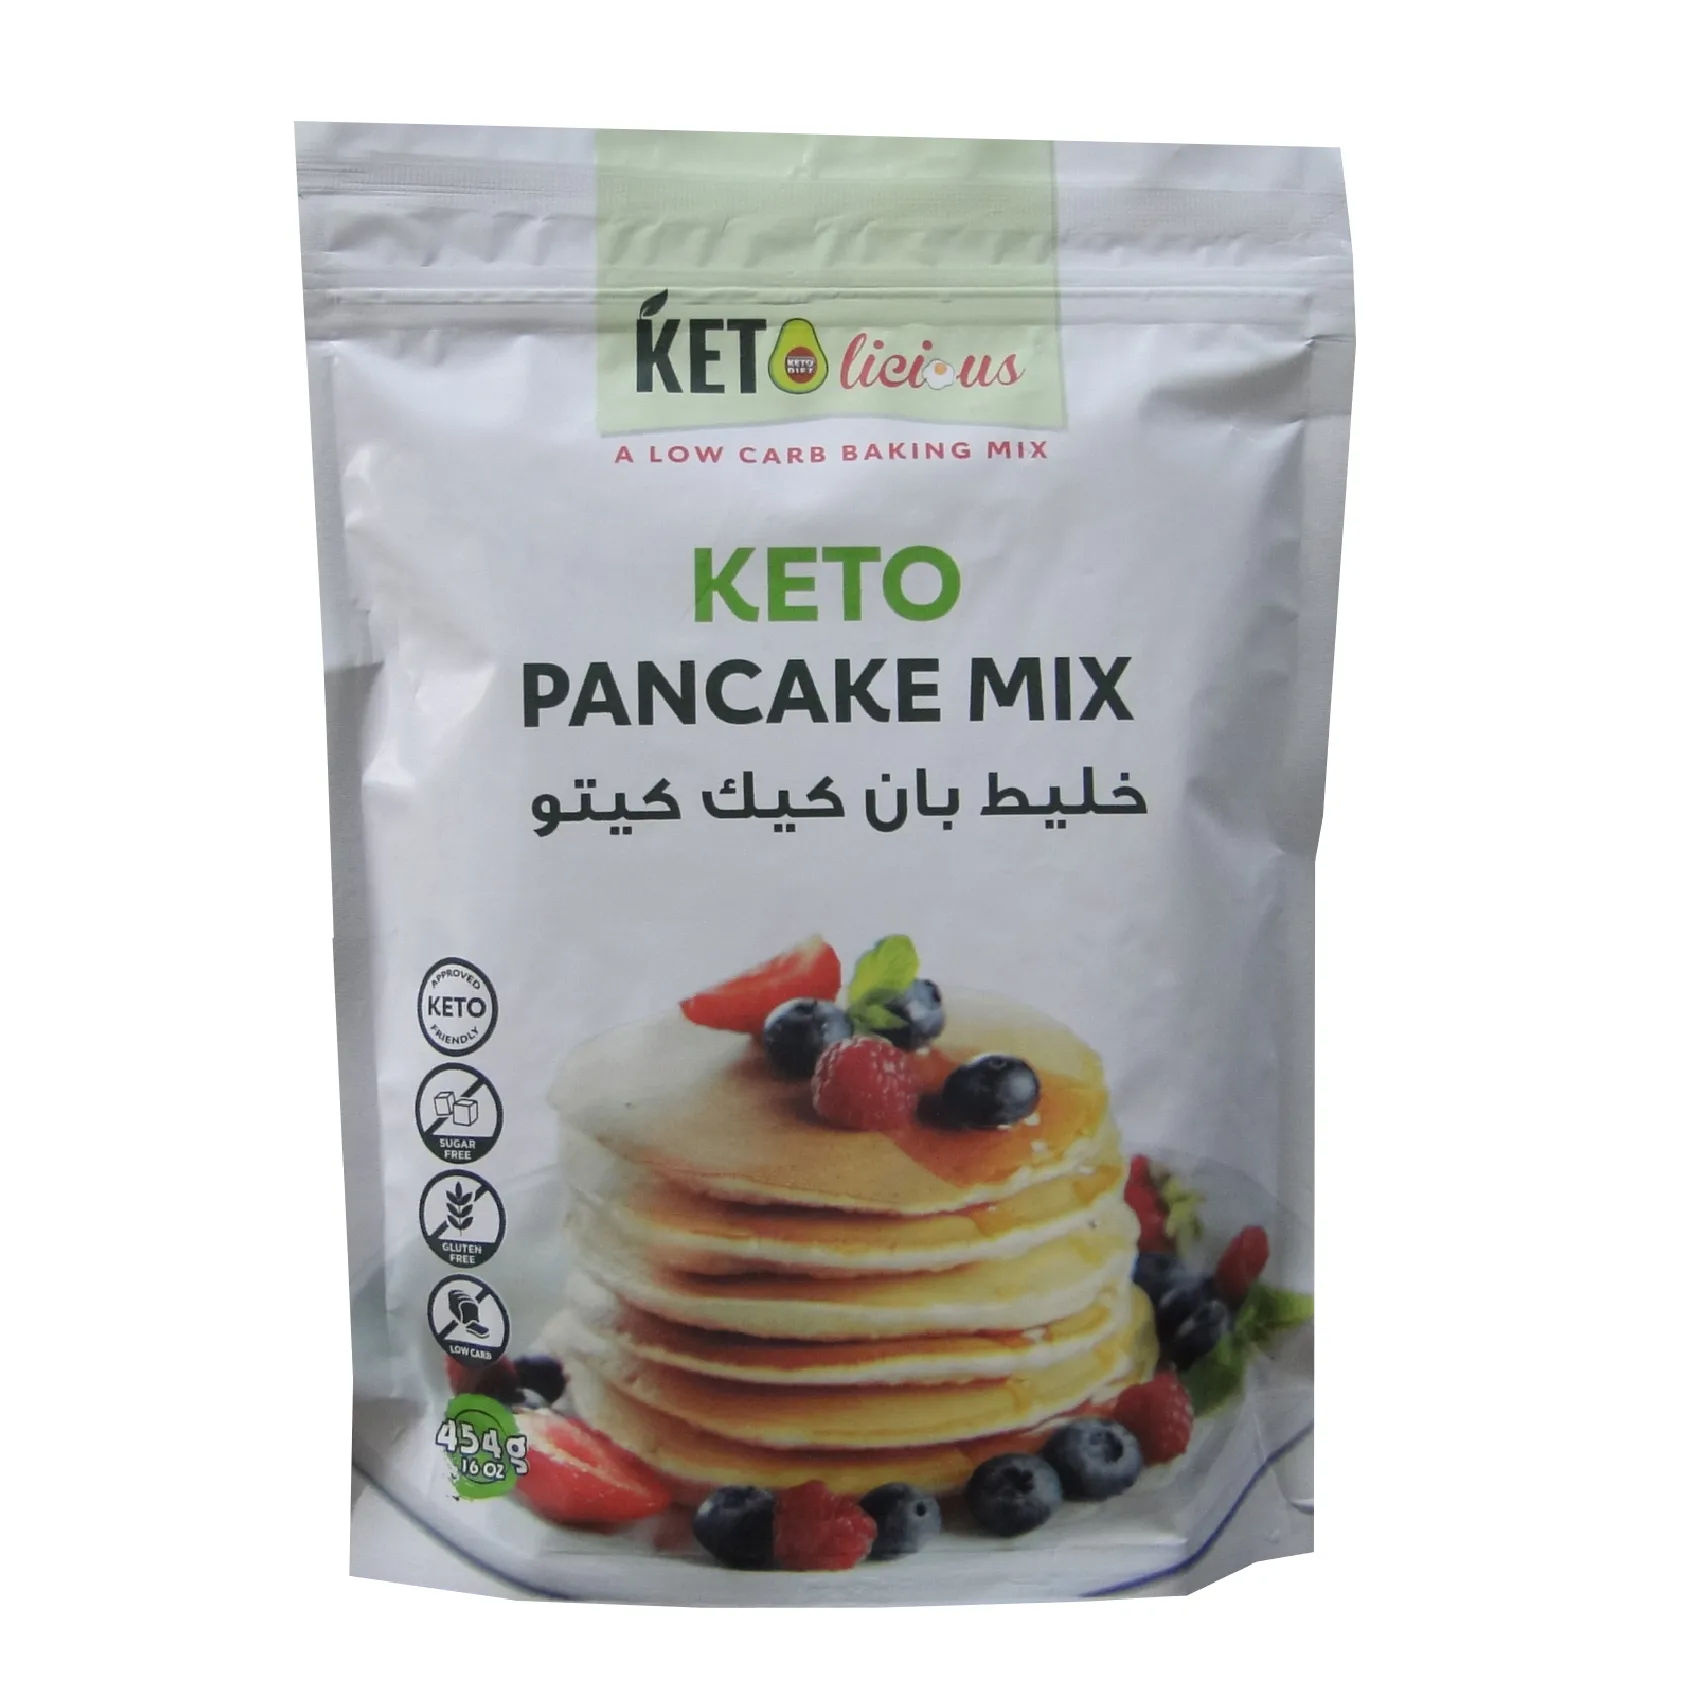 KETOlicious
KETO
DIET
A LOW CARB BAKING MIX
KETO
PANCAKE MIX
خليط بان كيك كيتو
APPROVED
KETO
FRIENDLY
SUGAR
FREE
GLUTEN
FREE
LOW CARB
454g
16 OZ